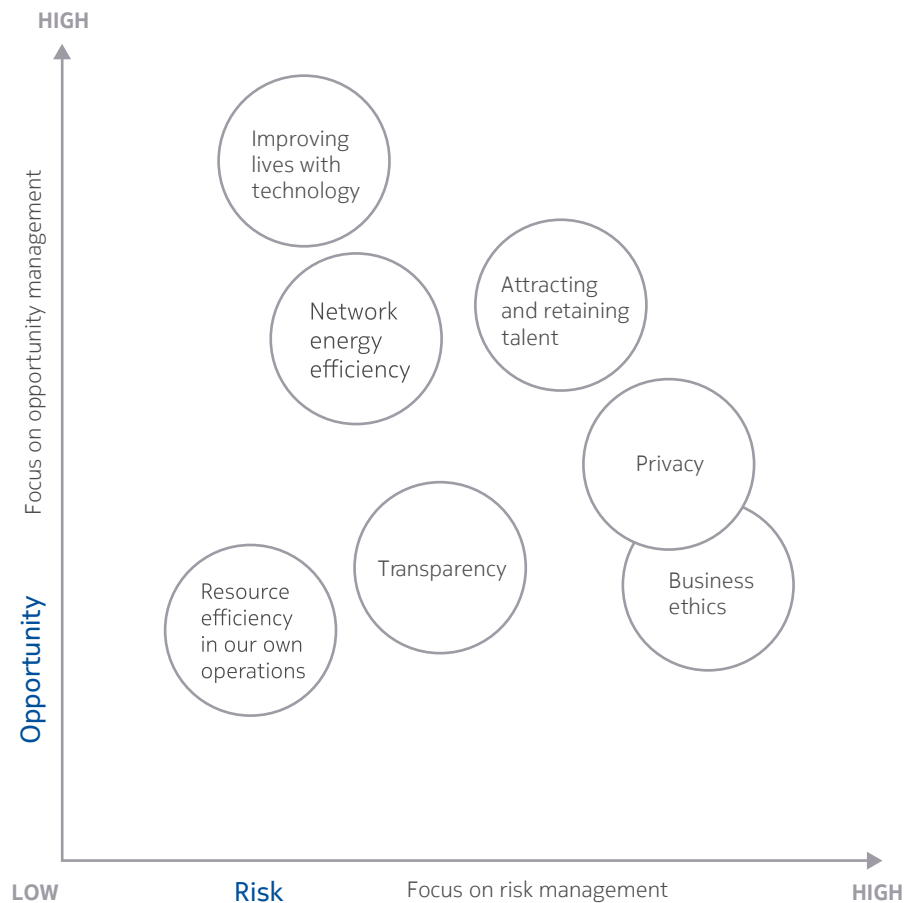 HIGH
Improving
lives with
technology
Focus on opportunity management
Attracting
and retaining
talent
Network
energy
efficiency
Privacy
Transparency
Business
ethics
Resource
efficiency
in our own
operations
Opportunity
LOW
Risk
Focus on risk management
HIGH